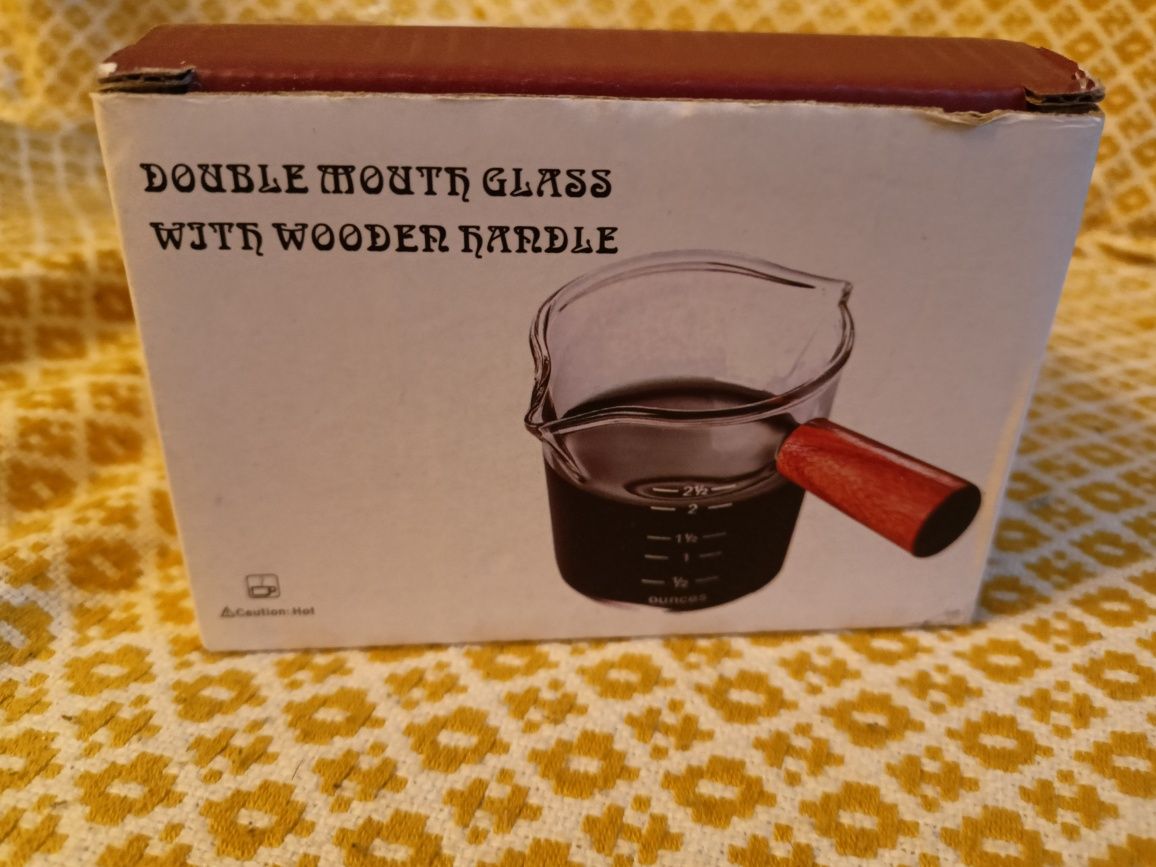 DOUBLE MOUTH GLASS
WITH WOODEN HANDLE
2½
2
1½
1
½
ounces
⚠Caution: Hot